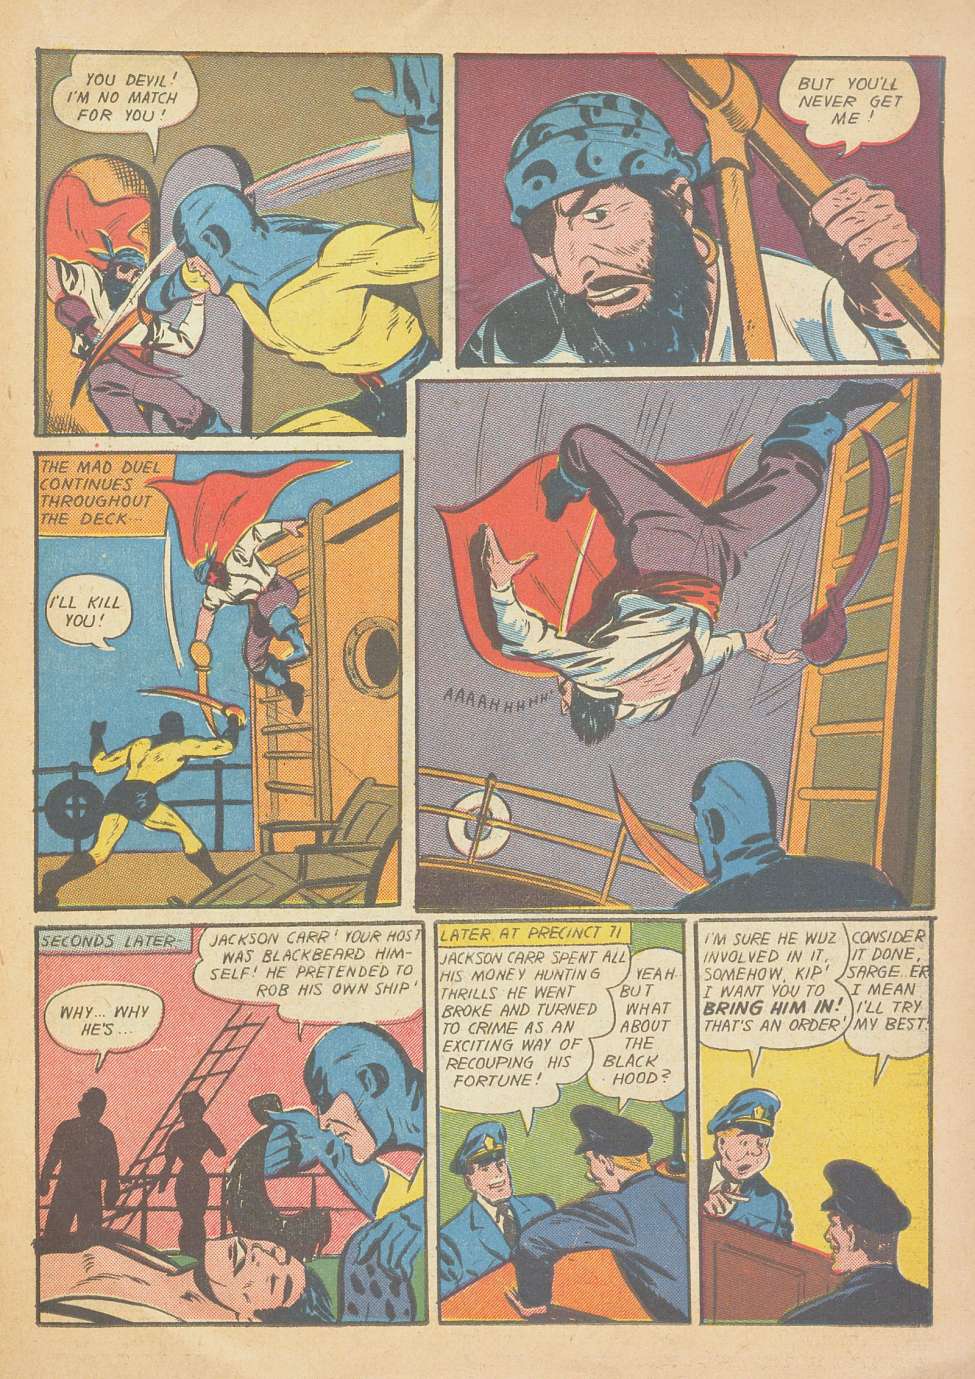 YOU DEVIL!
I'M NO MATCH
FOR YOU!
BUT YOU'LL
NEVER GET
ME!
THE MAD DUEL
CONTINUES
THROUGHOUT
THE DECK--
I'LL KILL
YOU!
AAAAHHHHH!
SECONDS LATER
WHY... WHY
HE'S...
JACKSON CARR! YOUR HOST
WAS BLACKBEARD HIM-
SELF! HE PRETENDED TO
ROB HIS OWN SHIP!
LATER AT PRECINCT 71
JACKSON CARR SPENT ALL
HIS MONEY HUNTING
THRILLS HE WENT
BROKE AND TURNED
TO CRIME AS AN
EXCITING WAY OF
RECOUPING HIS
FORTUNE!
YEAH-
BUT
WHAT
ABOUT
THE
BLACK
HOOD?
I'M SURE HE WUZ
INVOLVED IN IT,
SOMEHOW, KIP!
I WANT YOU TO
BRING HIM IN!
THAT'S AN ORDER!
CONSIDER
IT DONE,
SARGE..ER
I MEAN
I'LL TRY
MY BEST!